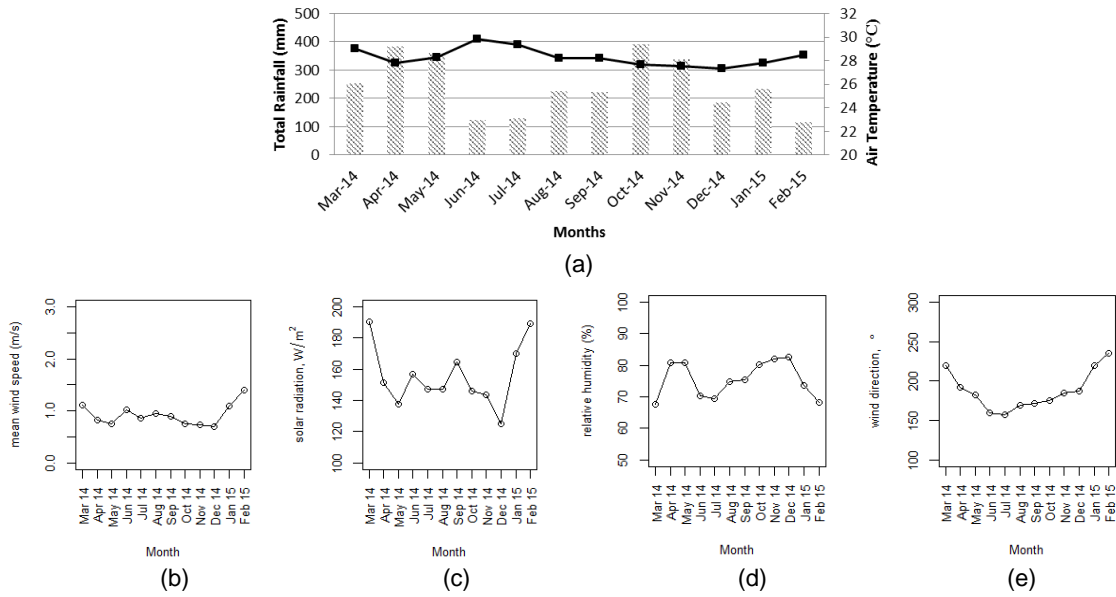 500
400
300
200
100
0
Total Rainfall (mm)
32
30
28
26
24
22
20
Air Temperature (°C)
Mar-14
Apr-14
May-14
Jun-14
Jul-14
Aug-14
Sep-14
Oct-14
Nov-14
Dec-14
Jan-15
Feb-15
Months
(a)
mean wind speed (m/s)
3.0
2.0
1.0
0.0
Mar 14
Apr 14
May 14
Jun 14
Jul 14
Aug 14
Sep 14
Oct 14
Nov 14
Dec 14
Jan 15
Feb 15
Month
(b)
solar radiation, W/m²
200
180
160
140
120
100
Mar 14
Apr 14
May 14
Jun 14
Jul 14
Aug 14
Sep 14
Oct 14
Nov 14
Dec 14
Jan 15
Feb 15
Month
(c)
relative humidity (%)
100
90
80
70
60
50
Mar 14
Apr 14
May 14
Jun 14
Jul 14
Aug 14
Sep 14
Oct 14
Nov 14
Dec 14
Jan 15
Feb 15
Month
(d)
wind direction, °
300
250
200
150
100
Mar 14
Apr 14
May 14
Jun 14
Jul 14
Aug 14
Sep 14
Oct 14
Nov 14
Dec 14
Jan 15
Feb 15
Month
(e)